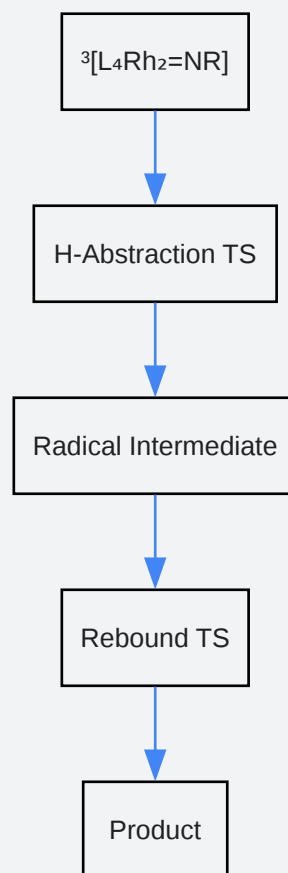 ³[L₄Rh₂=NR]
H-Abstraction TS
Radical Intermediate
Rebound TS
Product